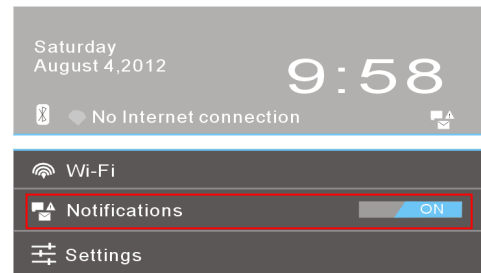 Saturday
August 4,2012
9:58
No Internet connection
Wi-Fi
Notifications ON
Settings